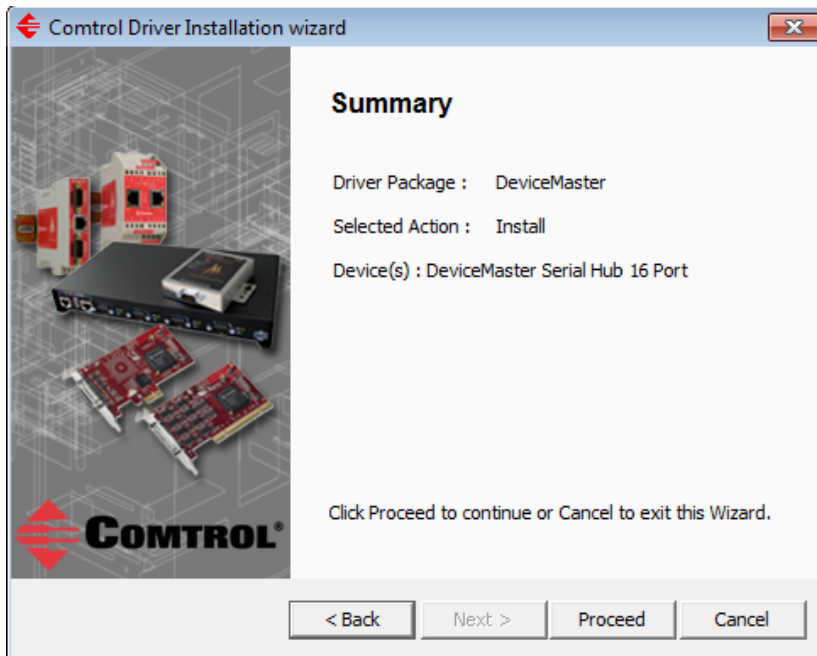 Comtrol Driver Installation wizard
Summary
Driver Package : DeviceMaster
Selected Action : Install
Device(s) : DeviceMaster Serial Hub 16 Port
Click Proceed to continue or Cancel to exit this Wizard.
COMTROL®
< Back Next > Proceed Cancel